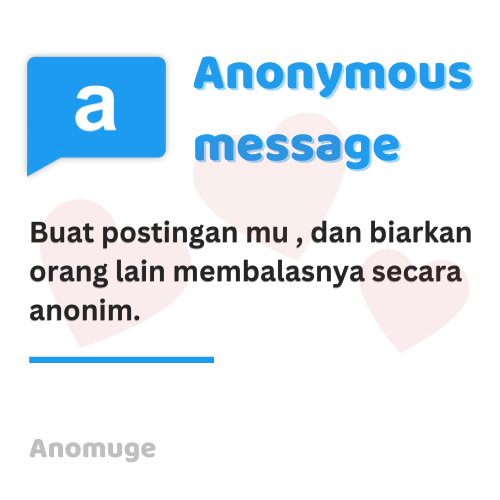 a
Anonymous
message
Buat postingan mu , dan biarkan
orang lain membalasnya secara
anonim.
Anomuge